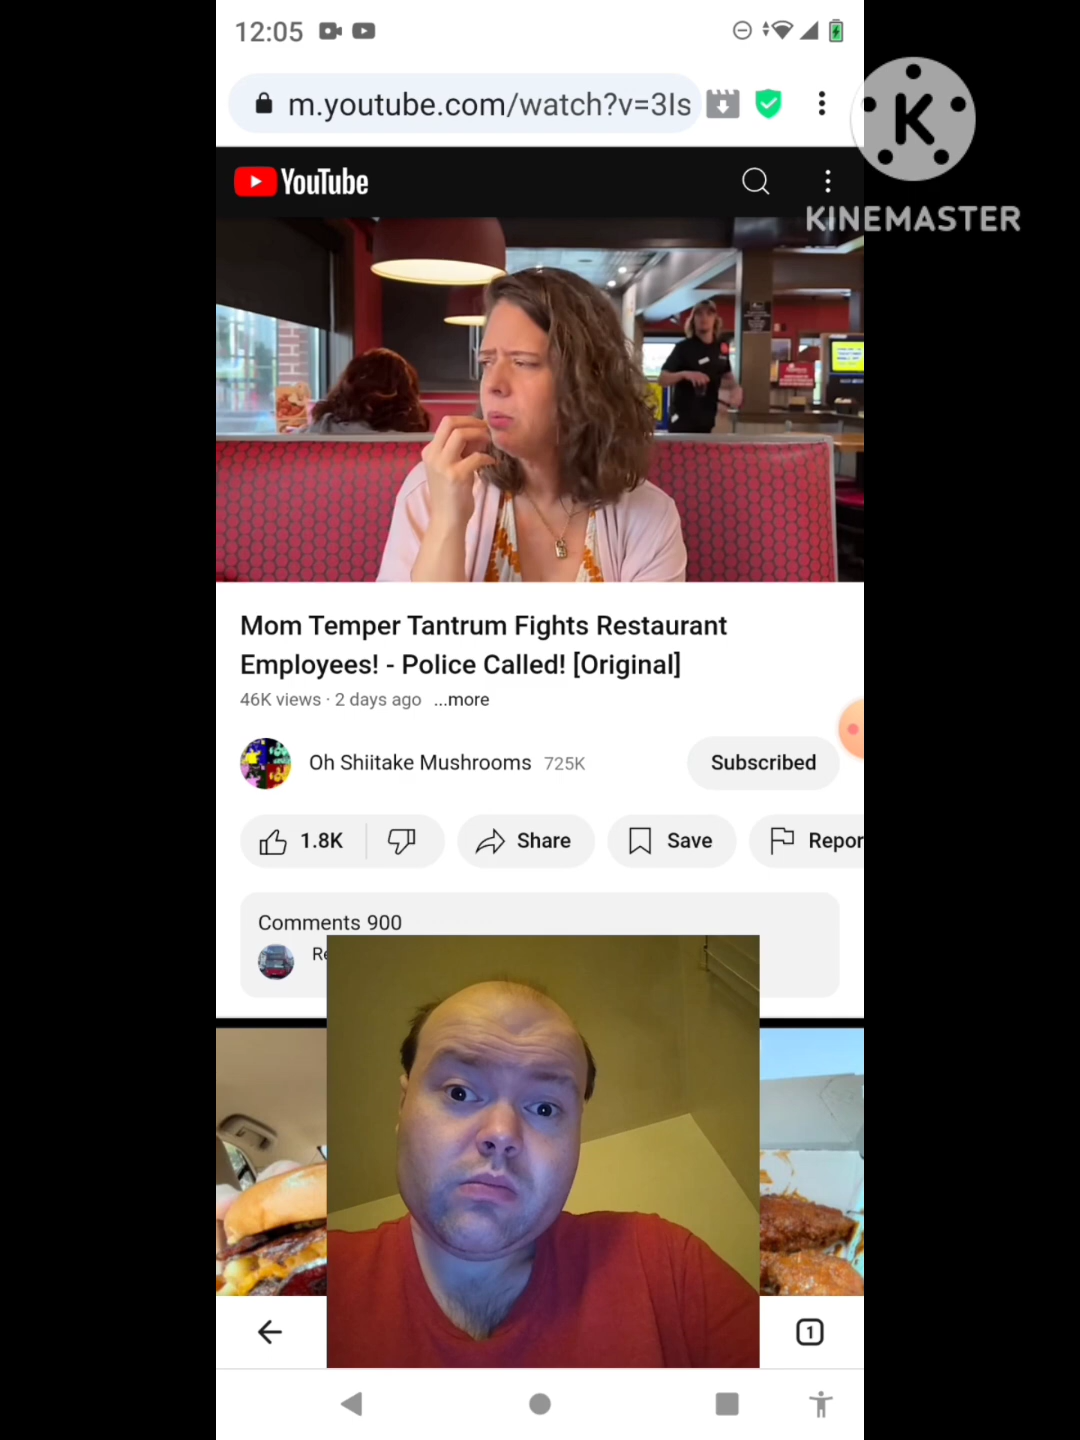 12:05
m.youtube.com/watch?v=3Is
K
KINEMASTER
YouTube
Mom Temper Tantrum Fights Restaurant
Employees! - Police Called! [Original]
46K views · 2 days ago ...more
Oh Shiitake Mushrooms 725K
Subscribed
1.8K
Share
Save
Repor
Comments 900
Re
1